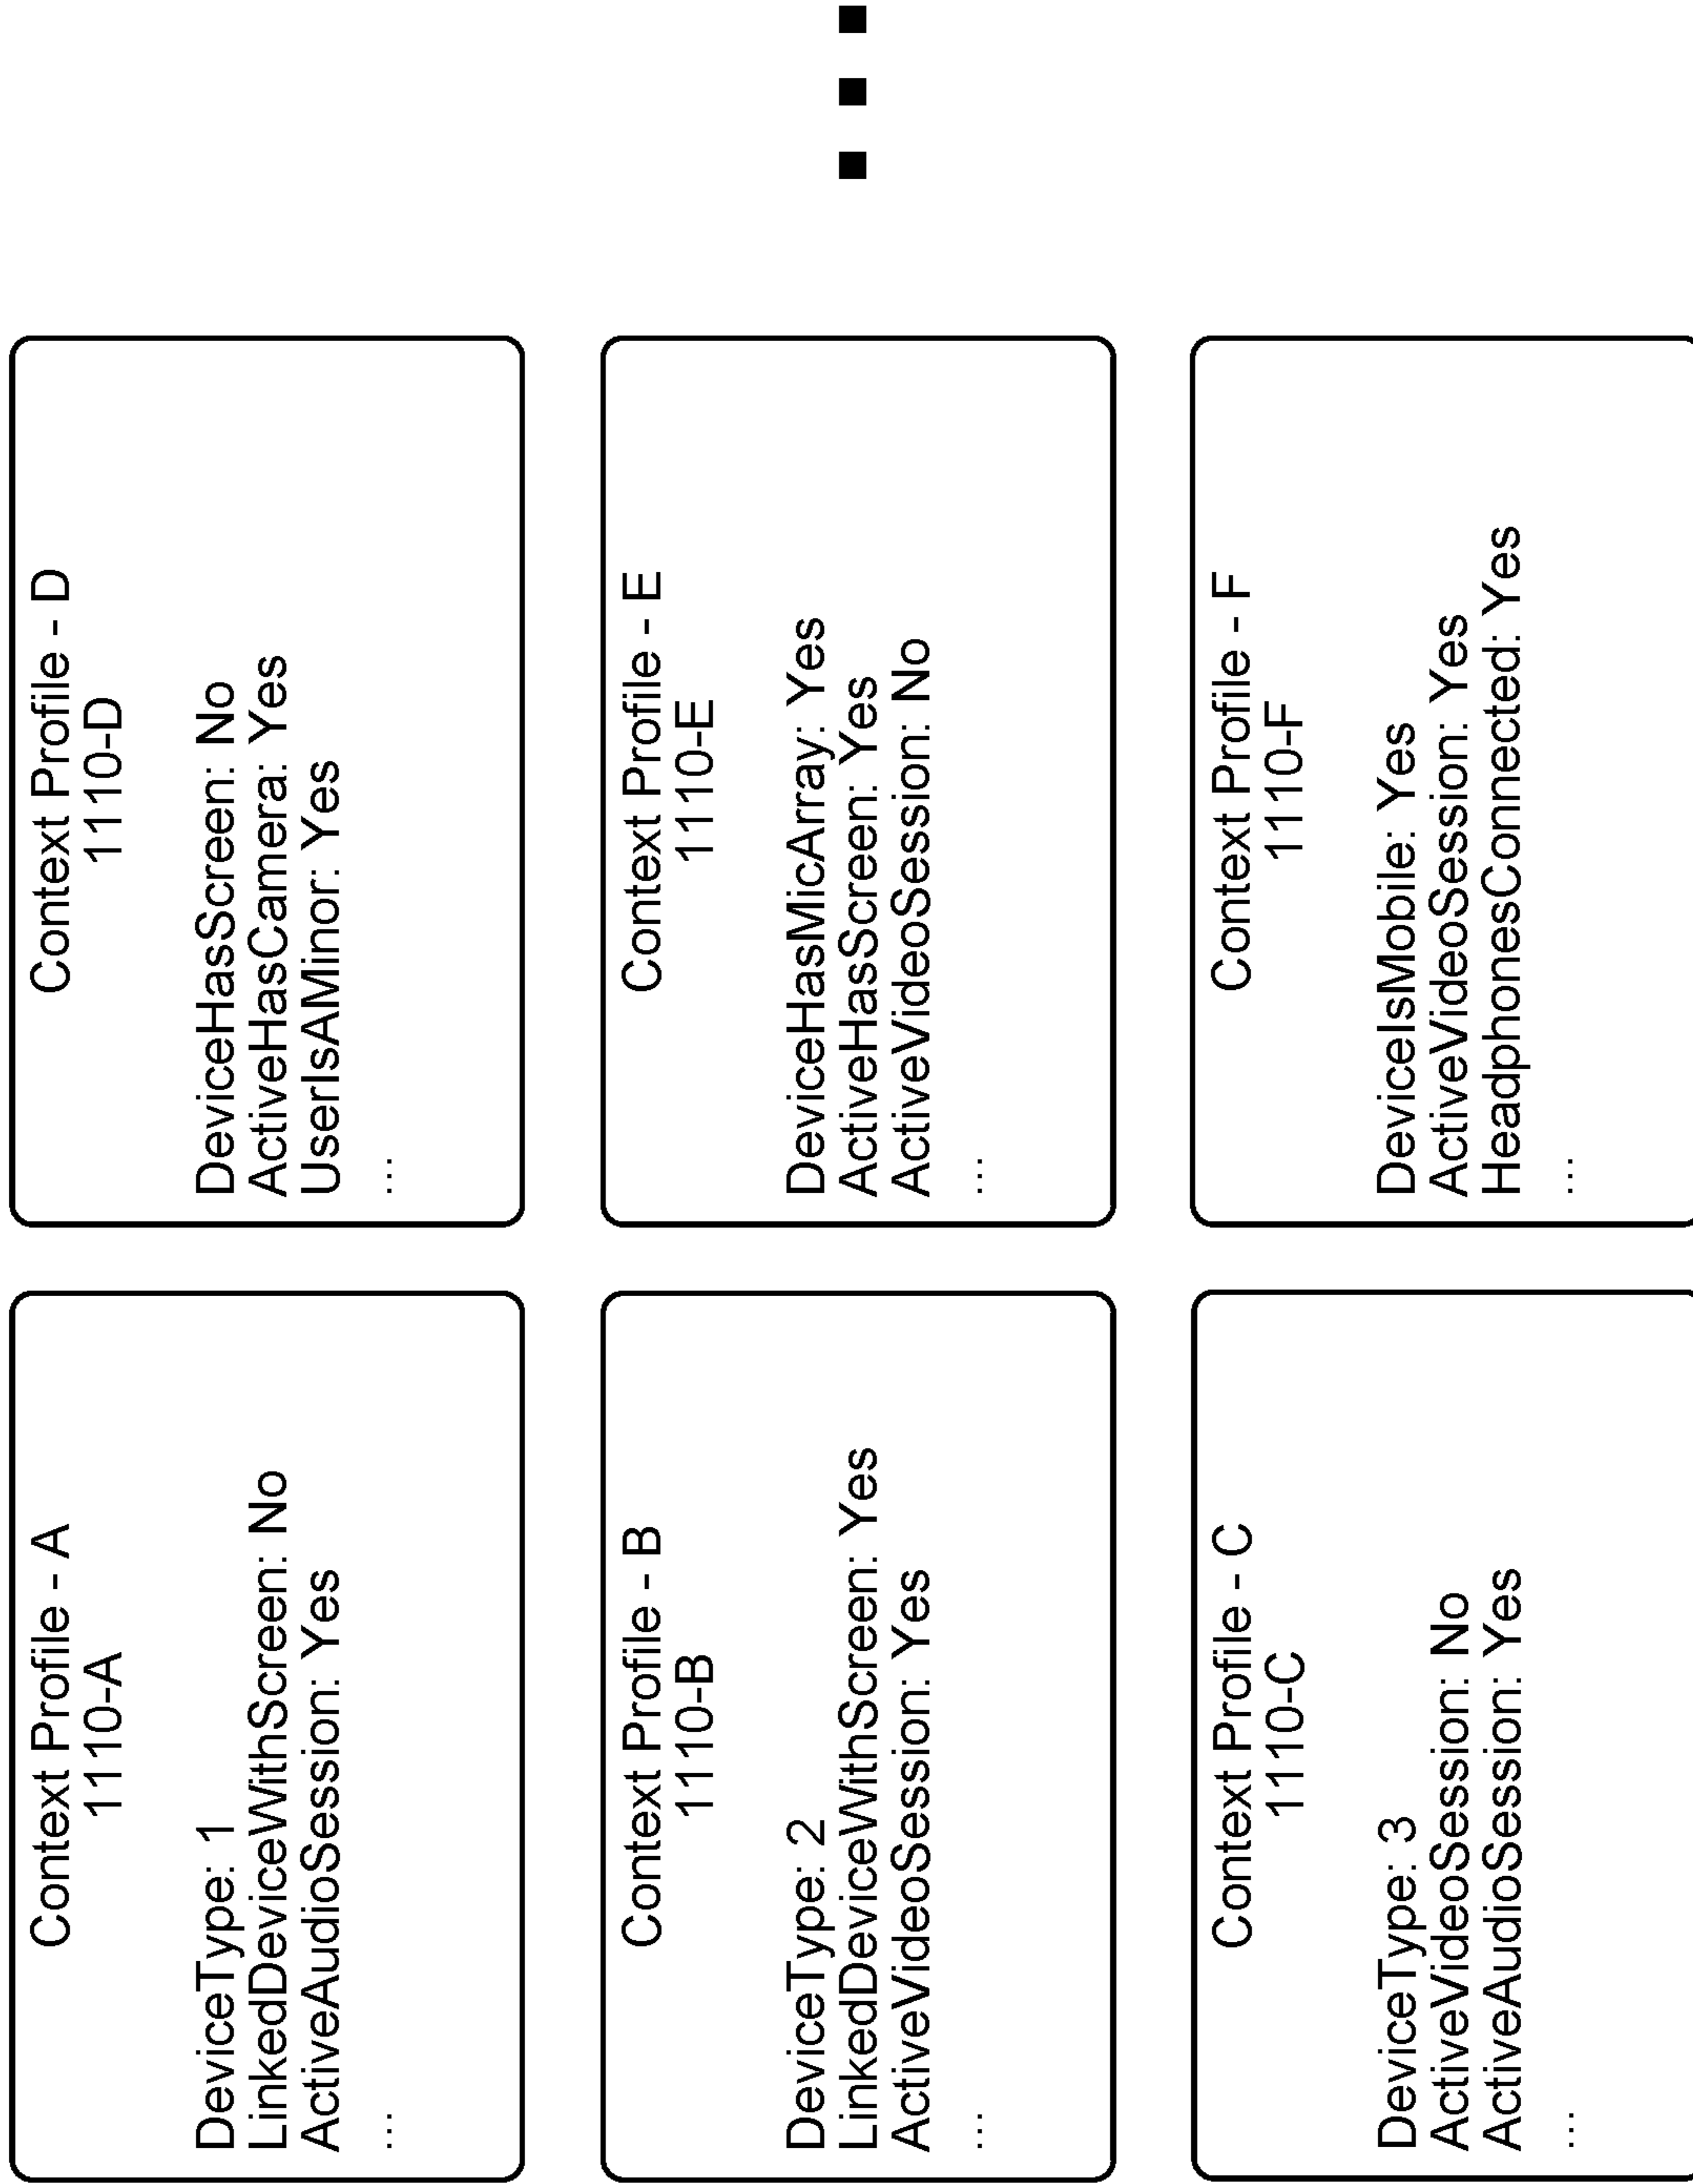 Context Profile - A
1110-A
DeviceType: 1
LinkedDeviceWithScreen: No
ActiveAudioSession: Yes
...
Context Profile - D
1110-D
DeviceHasScreen: No
ActiveHasCamera: Yes
UserIsAMinor: Yes
...
Context Profile - B
1110-B
DeviceType: 2
LinkedDeviceWithScreen: Yes
ActiveVideoSession: Yes
...
Context Profile - E
1110-E
DeviceHasMicArray: Yes
ActiveHasScreen: Yes
ActiveVideoSession: No
...
Context Profile - C
1110-C
DeviceType: 3
ActiveVideoSession: No
ActiveAudioSession: Yes
...
Context Profile - F
1110-F
DeviceIsMobile: Yes
ActiveVideoSession: Yes
HeadphonesConnected: Yes
...